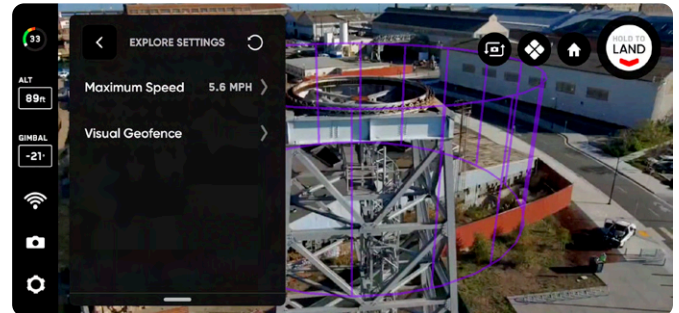 33
EXPLORE SETTINGS
HOLD TO
LAND
ALT
89ft
Maximum Speed 5.6 MPH
GIMBAL
-21°
Visual Geofence